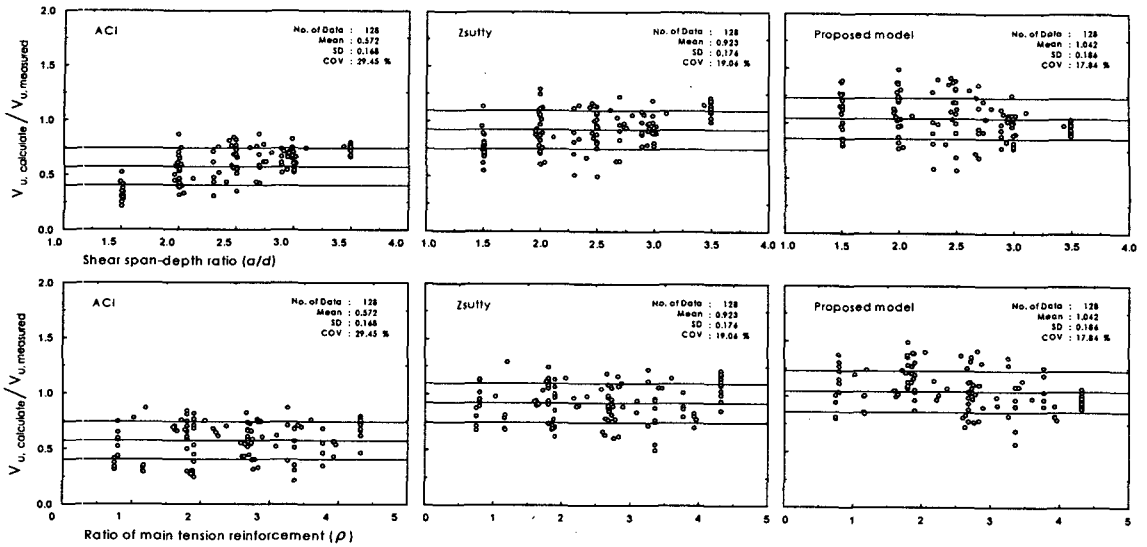 ACI
No. of Data : 128
Mean : 0.572
SD : 0.168
COV : 29.45 %
Zsutty
No. of Data : 128
Mean : 0.923
SD : 0.176
COV : 19.06 %
Proposed model
No. of Data : 128
Mean : 1.042
SD : 0.186
COV : 17.84 %
V u, calculate / V u, measured
2.0
1.5
1.0
0.5
0.0
1.0 1.5 2.0 2.5 3.0 3.5 4.0
1.0 1.5 2.0 2.5 3.0 3.5 4.0
1.0 1.5 2.0 2.5 3.0 3.5 4.0
Shear span-depth ratio (a/d)
ACI
No. of Data : 128
Mean : 0.572
SD : 0.168
COV : 29.45 %
Zsutty
No. of Data : 128
Mean : 0.923
SD : 0.176
COV : 19.06 %
Proposed model
No. of Data : 128
Mean : 1.042
SD : 0.186
COV : 17.84 %
V u, calculate / V u, measured
2.0
1.5
1.0
0.5
0.0
1 2 3 4 5
0 1 2 3 4 5
0 1 2 3 4 5
Ratio of main tension reinforcement (ρ)